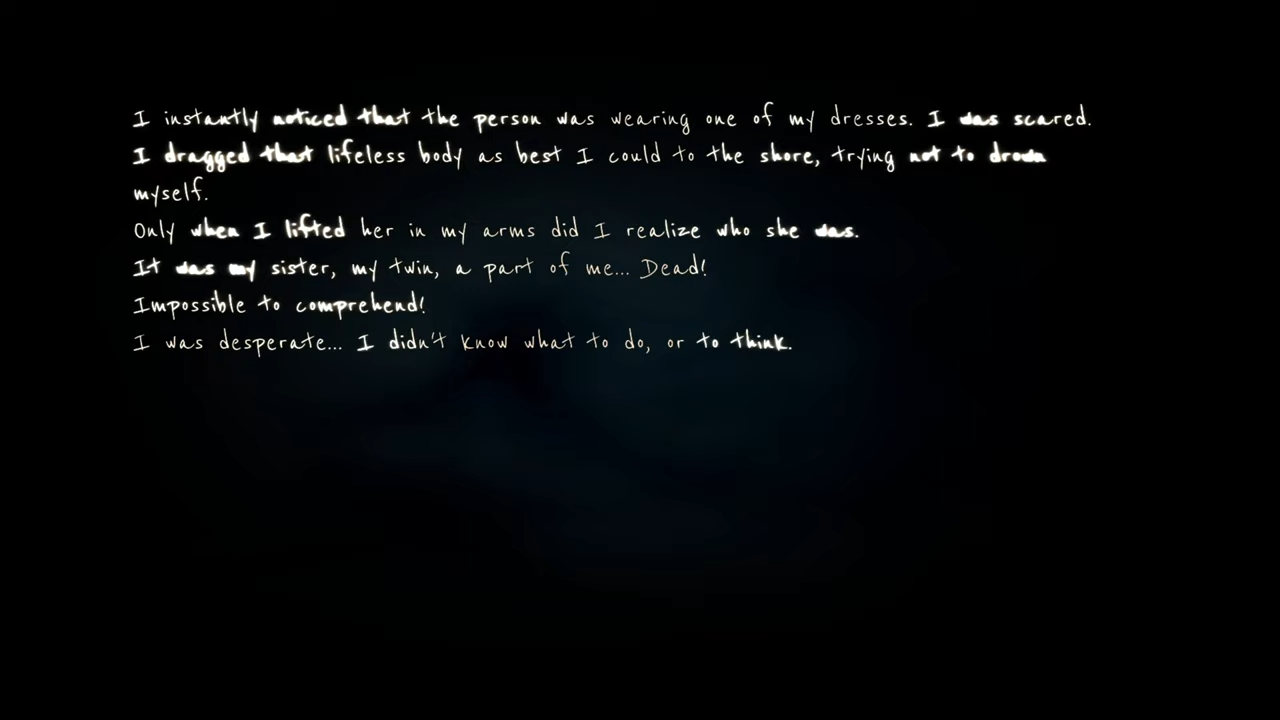 I instantly noticed that the person was wearing one of my dresses. I was scared.
I dragged that lifeless body as best I could to the shore, trying not to drown
myself.
Only when I lifted her in my arms did I realize who she was.
It was my sister, my twin, a part of me... Dead!
Impossible to comprehend!
I was desperate... I didn't know what to do, or to think.